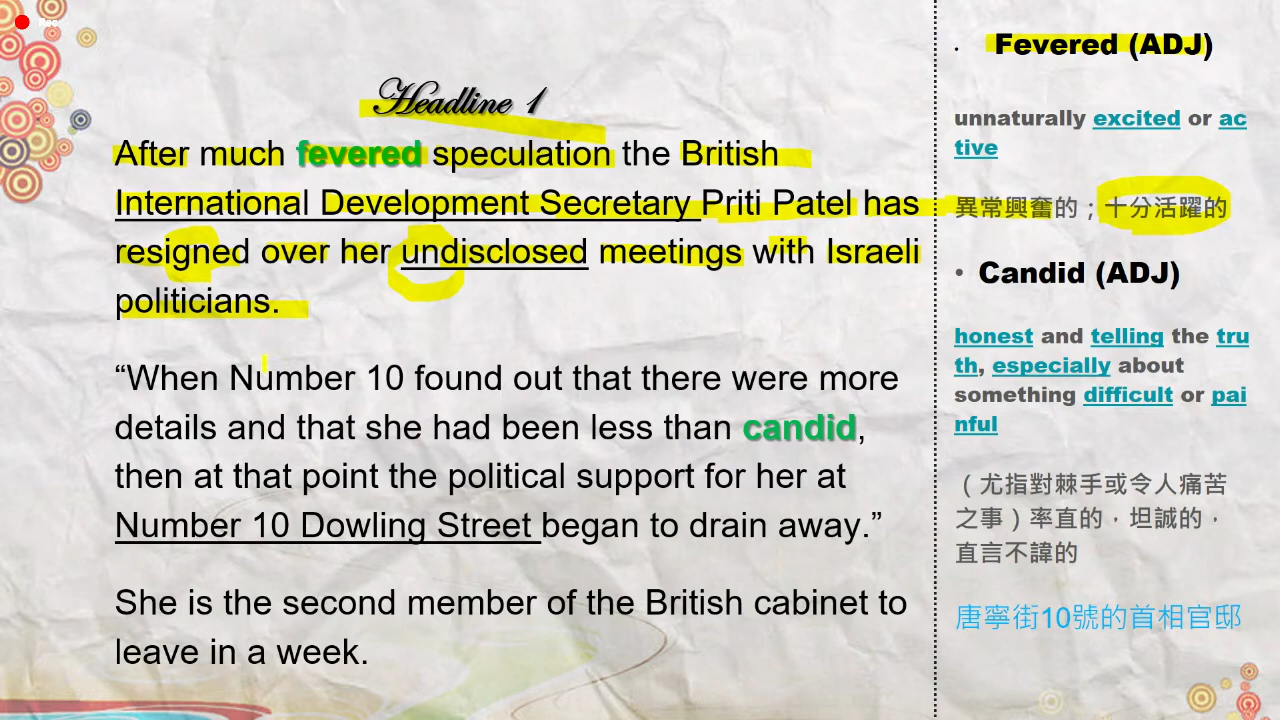 Headline 1
After much fevered speculation the British
International Development Secretary Priti Patel has
resigned over her undisclosed meetings with Israeli
politicians.
“When Number 10 found out that there were more
details and that she had been less than candid,
then at that point the political support for her at
Number 10 Dowling Street began to drain away.”
She is the second member of the British cabinet to
leave in a week.
• Fevered (ADJ)
unnaturally excited or ac
tive
異常興奮的；十分活躍的
• Candid (ADJ)
honest and telling the tru
th, especially about
something difficult or pai
nful
（尤指對棘手或令人痛苦
之事）率直的，坦誠的，
直言不諱的
唐寧街10號的首相官邸